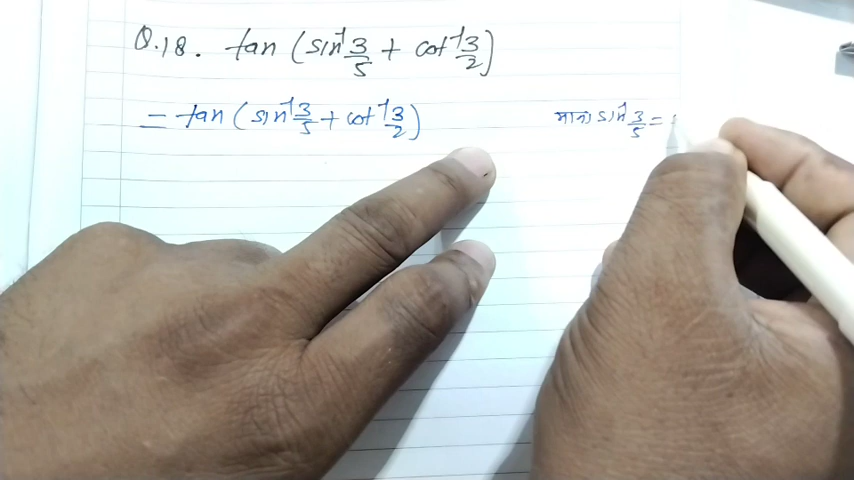 Q.18. tan (sin⁻¹ 3/5 + cot⁻¹ 3/2)
= tan (sin⁻¹ 3/5 + cot⁻¹ 3/2)
माना sin⁻¹ 3/5 =